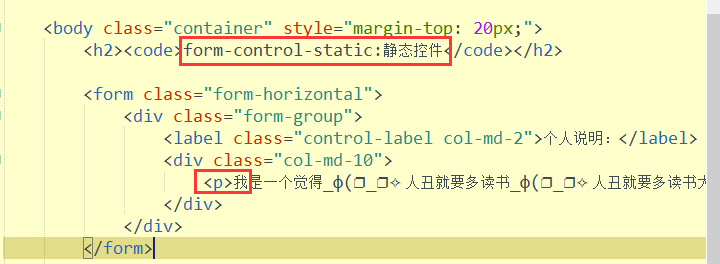 <body class="container" style="margin-top: 20px;">
<h2><code>form-control-static:静态控件</code></h2>
<form class="form-horizontal">
<div class="form-group">
<label class="control-label col-md-2">个人说明：</label>
<div class="col-md-10">
<p>我是一个觉得_φ(❐_❐✧ 人丑就要多读书_φ(❐_❐✧ 人丑就要多读书
</div>
</div>
</form>